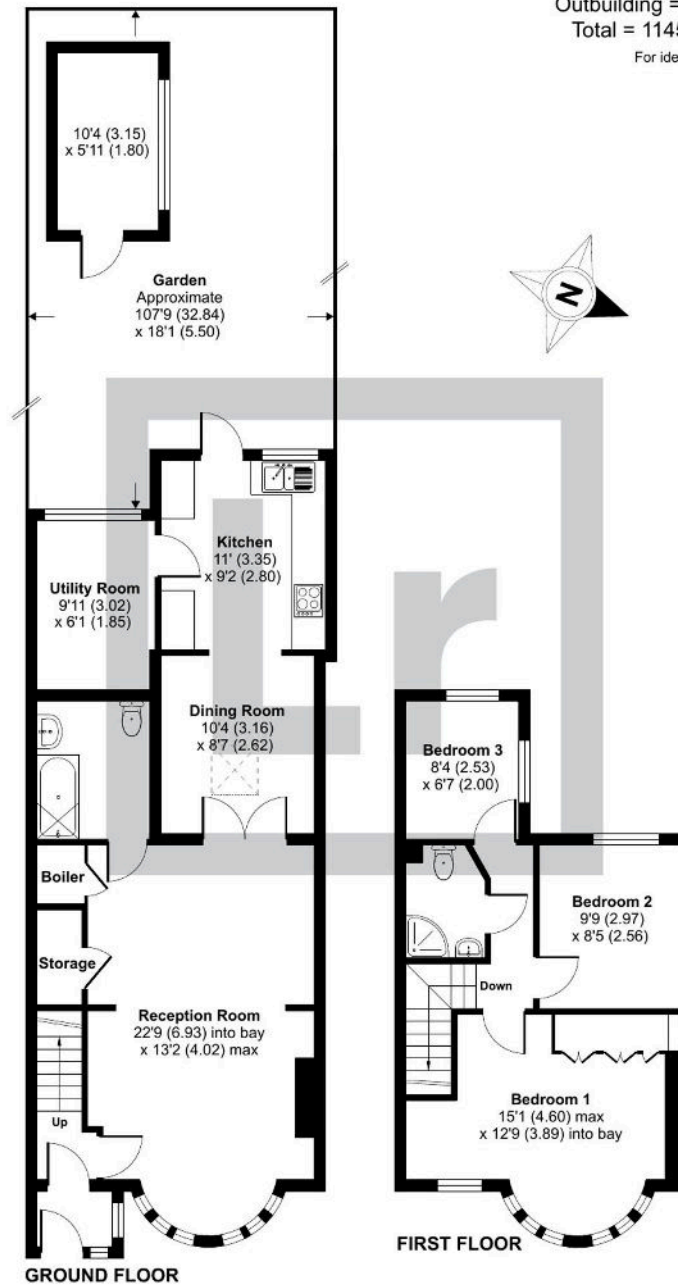 Outbuilding =
Total = 1145
For ide
10'4 (3.15)
x 5'11 (1.80)
Garden
Approximate
107'9 (32.84)
x 18'1 (5.50)
N
Kitchen
11' (3.35)
x 9'2 (2.80)
Utility Room
9'11 (3.02)
x 6'1 (1.85)
Dining Room
10'4 (3.16)
x 8'7 (2.62)
Bedroom 3
8'4 (2.53)
x 6'7 (2.00)
Boiler
Bedroom 2
9'9 (2.97)
x 8'5 (2.56)
Storage
Down
Reception Room
22'9 (6.93) into bay
x 13'2 (4.02) max
Up
Bedroom 1
15'1 (4.60) max
x 12'9 (3.89) into bay
FIRST FLOOR
GROUND FLOOR